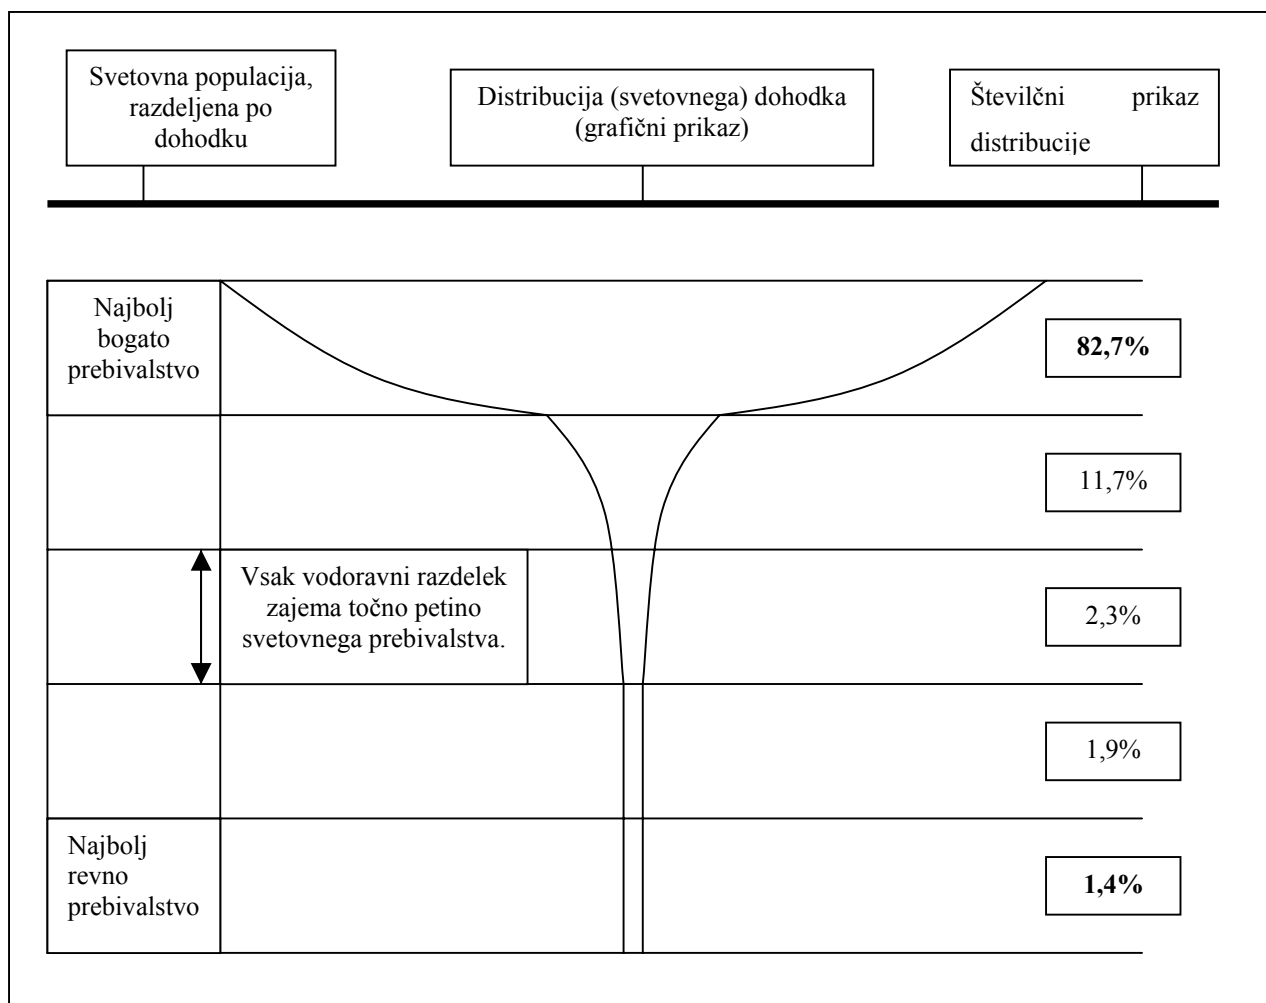 Svetovna populacija,
razdeljena po
dohodku
Distribucija (svetovnega) dohodka
(grafični prikaz)
Številčni prikaz
distribucije
Najbolj
bogato
prebivalstvo
82,7%
11,7%
Vsak vodoravni razdelek
zajema točno petino
svetovnega prebivalstva.
2,3%
1,9%
Najbolj
revno
prebivalstvo
1,4%